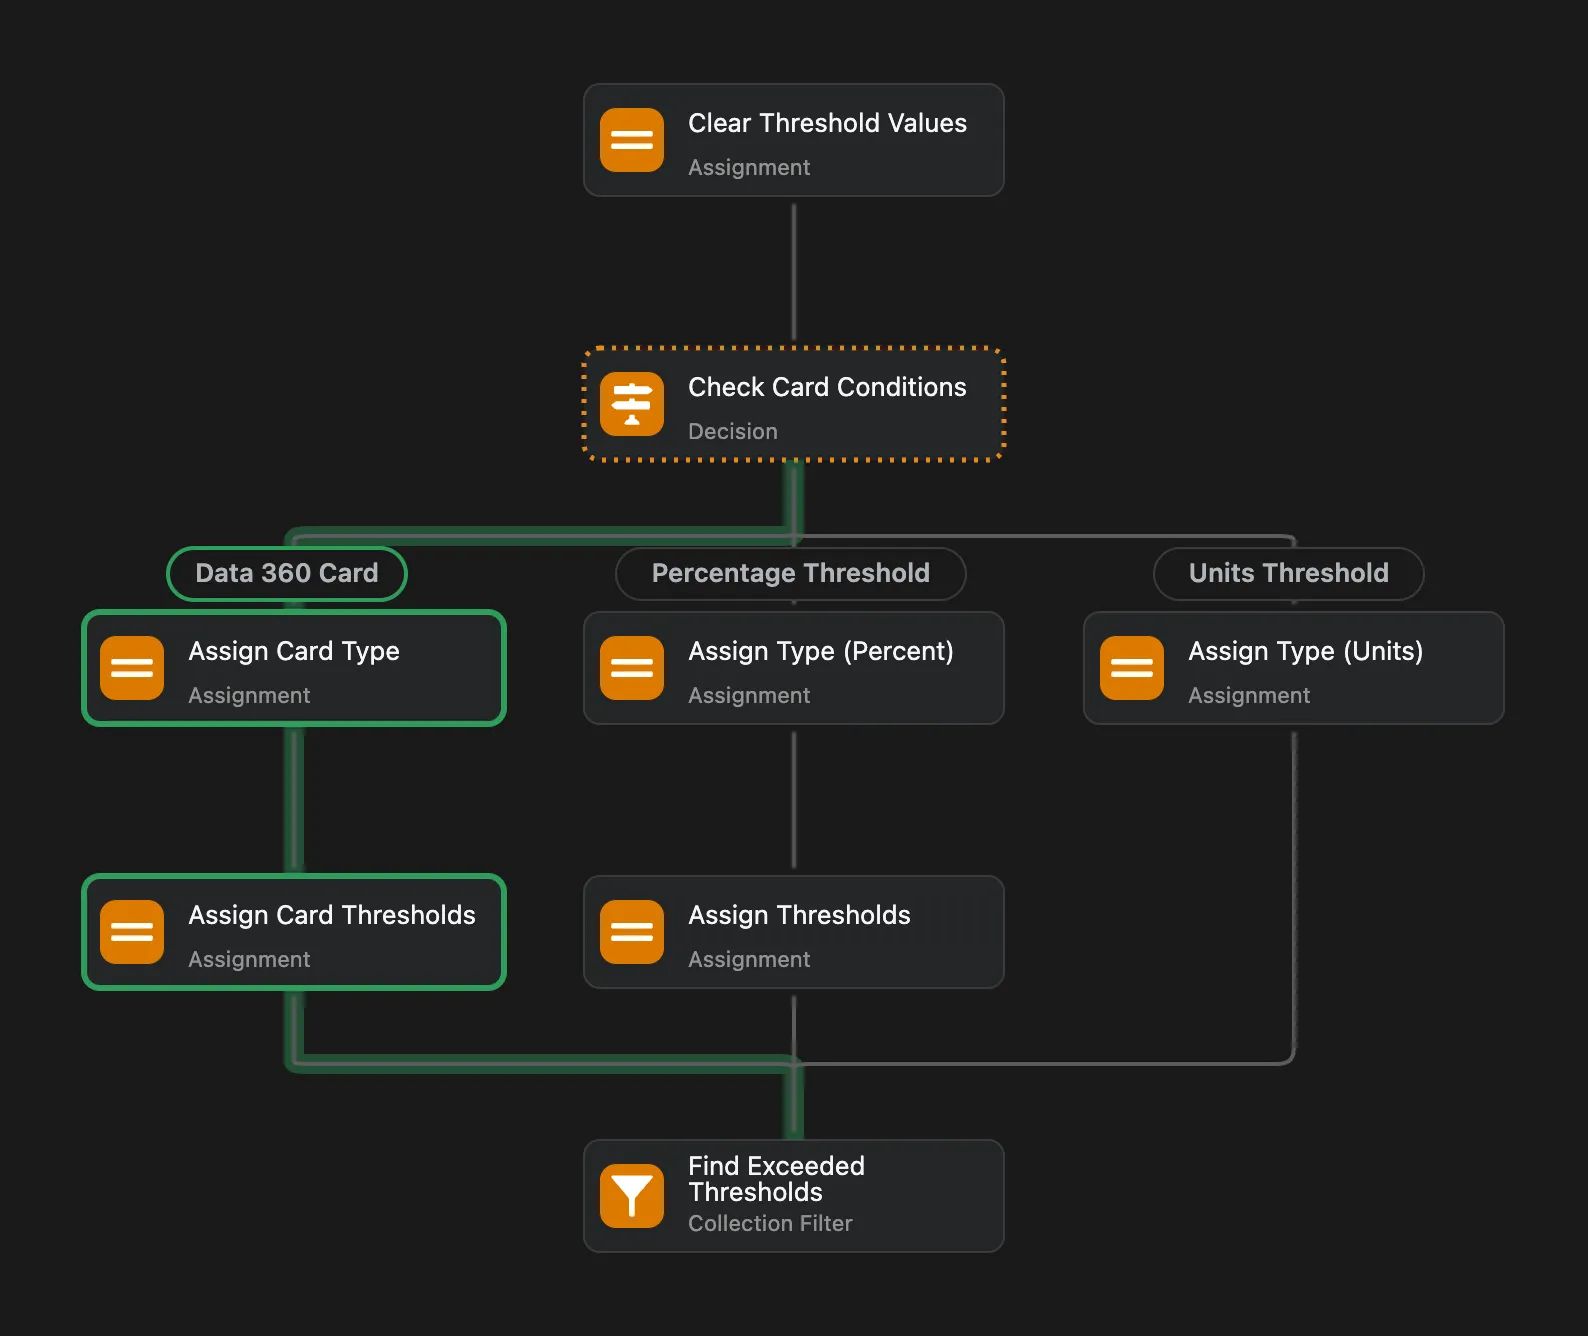 Clear Threshold Values
Assignment
Check Card Conditions
Decision
Data 360 Card
Percentage Threshold
Units Threshold
Assign Card Type
Assignment
Assign Type (Percent)
Assignment
Assign Type (Units)
Assignment
Assign Card Thresholds
Assignment
Assign Thresholds
Assignment
Find Exceeded
Thresholds
Collection Filter